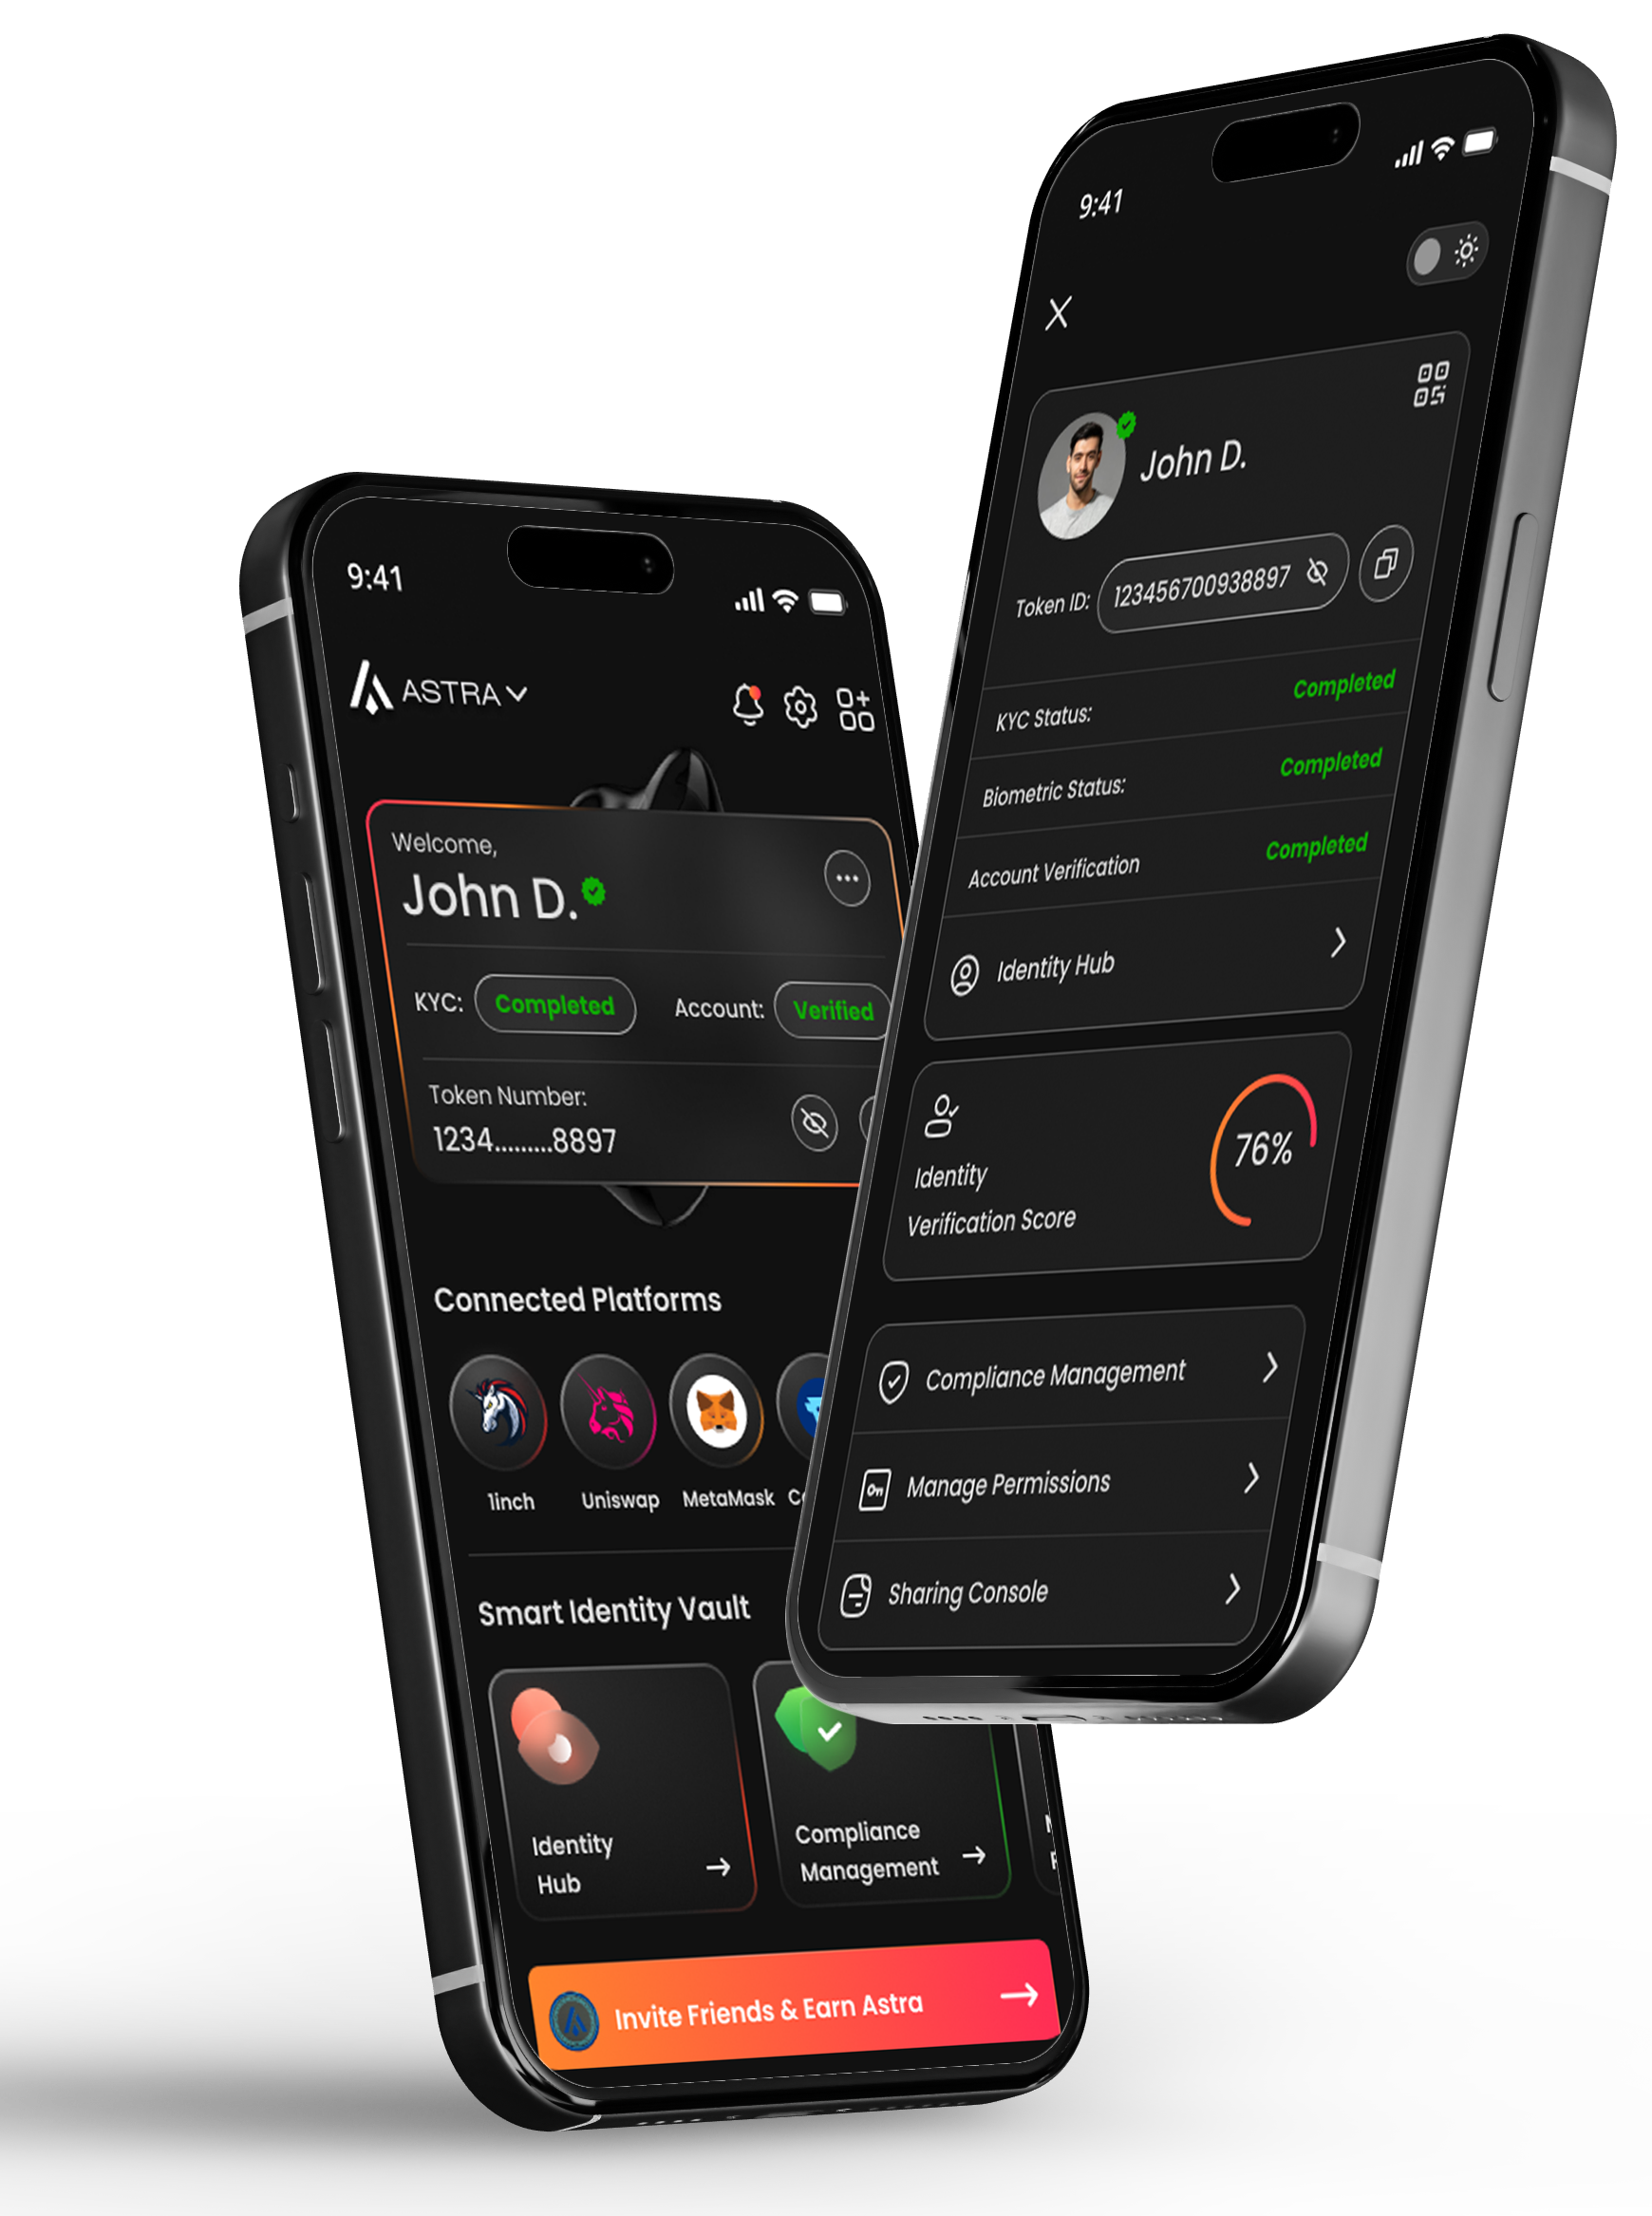 9:41
ASTRA
Welcome,
John D.
KYC: Completed Account: Verified
Token Number:
1234.........8897
Connected Platforms
1inch Uniswap MetaMask
Smart Identity Vault
Identity
Hub
Compliance
Management
Invite Friends & Earn Astra
9:41
John D.
Token ID: 123456700938897
KYC Status: Completed
Biometric Status: Completed
Account Verification Completed
Identity Hub
76%
Identity
Verification Score
Compliance Management
Manage Permissions
Sharing Console